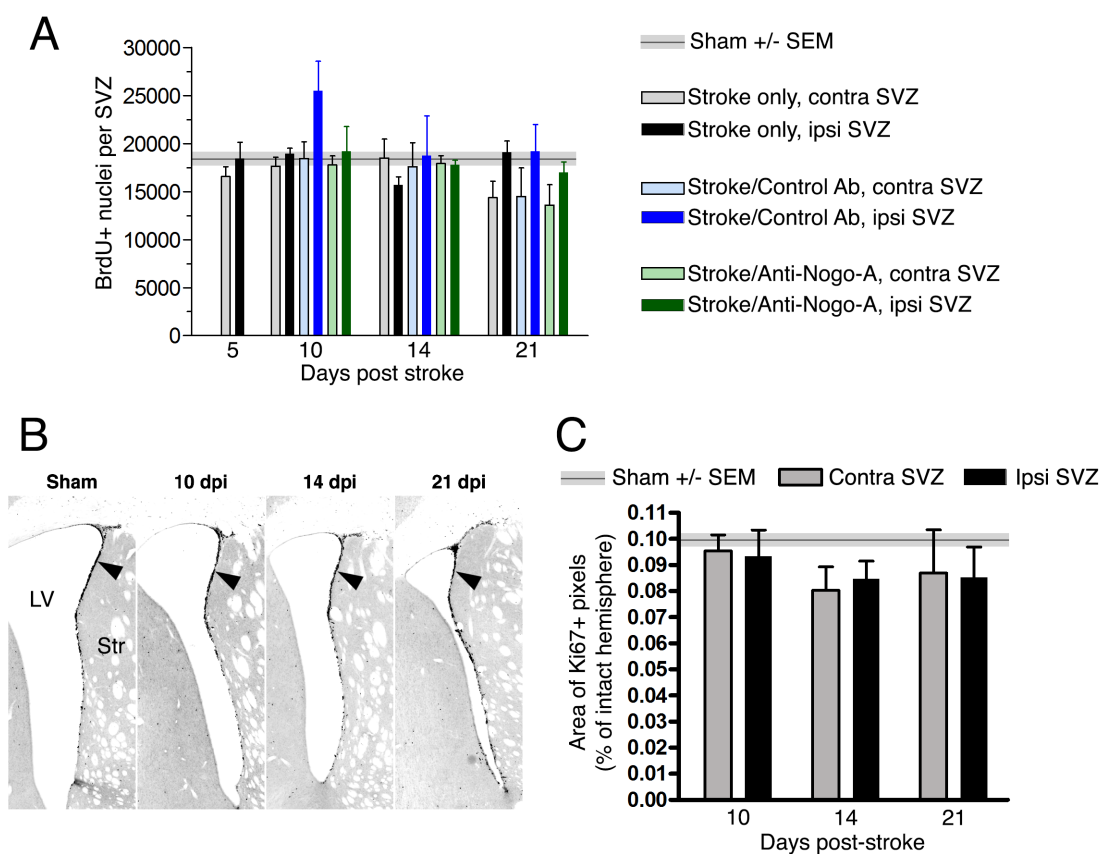 A
30000
25000
20000
15000
10000
5000
0
BrdU+ nuclei per SVZ
5 10 14 21
Days post stroke
Sham +/- SEM
Stroke only, contra SVZ
Stroke only, ipsi SVZ
Stroke/Control Ab, contra SVZ
Stroke/Control Ab, ipsi SVZ
Stroke/Anti-Nogo-A, contra SVZ
Stroke/Anti-Nogo-A, ipsi SVZ
B
Sham 10 dpi 14 dpi 21 dpi
LV
Str
C
Sham +/- SEM Contra SVZ Ipsi SVZ
0.11
0.10
0.09
0.08
0.06
0.06
0.05
0.04
0.03
0.02
0.01
0.00
Area of Ki67+ pixels
(% of intact hemisphere)
10 14 21
Days post-stroke